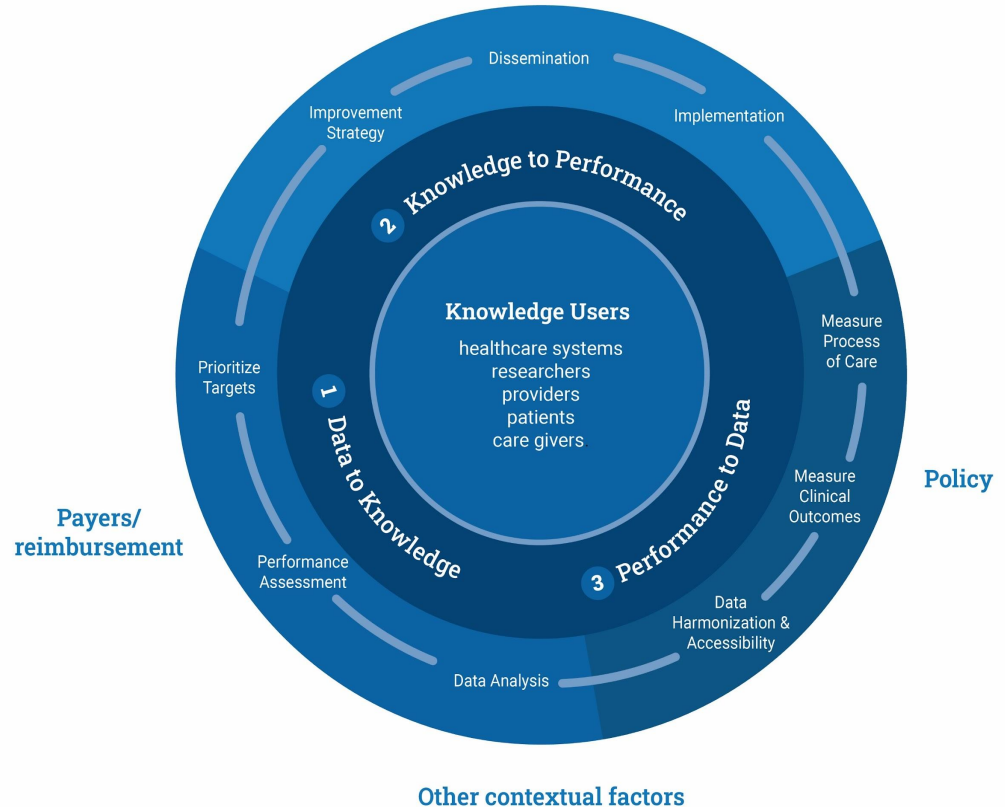 Dissemination
Improvement
Strategy
Implementation
2 Knowledge to Performance
Knowledge Users
healthcare systems
researchers
providers
patients
care givers
Measure
Process
of Care
Prioritize
Targets
1 Data to Knowledge
3 Performance to Data
Measure
Clinical
Outcomes
Policy
Payers/
reimbursement
Performance
Assessment
Data
Harmonization &
Accessibility
Data Analysis
Other contextual factors